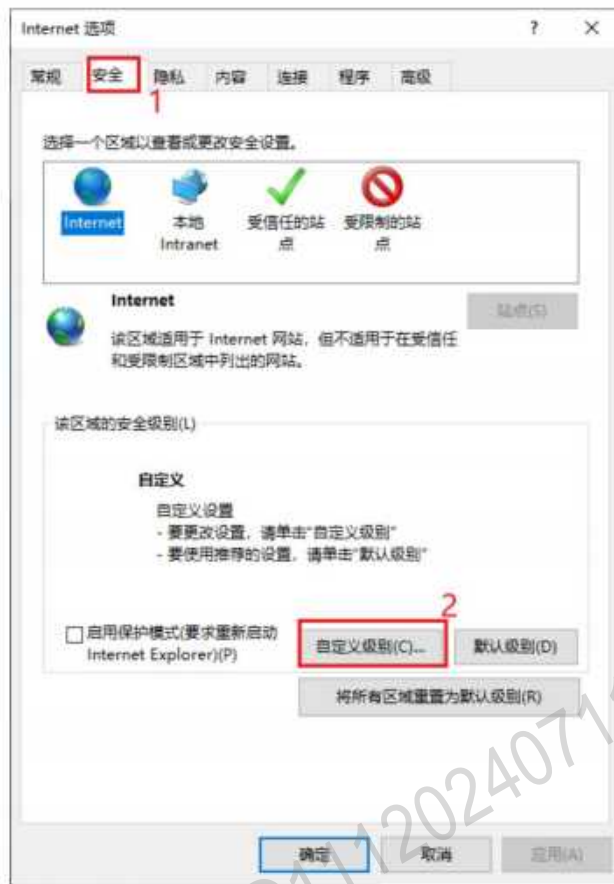 Internet 选项
?
×
常规 安全 隐私 内容 连接 程序 高级
1
选择一个区域以查看或更改安全设置。
Internet
本地
Intranet
受信任的站
点
受限制的站
点
Internet
站点(S)
该区域适用于 Internet 网站，但不适用于在受信任
和受限制区域中列出的网站。
该区域的安全级别(L)
自定义
自定义设置
- 要更改设置，请单击“自定义级别”
- 要使用推荐的设置，请单击“默认级别”
2
启用保护模式(要求重新启动
Internet Explorer)(P)
自定义级别(C)...
默认级别(D)
将所有区域重置为默认级别(R)
确定
取消
应用(A)